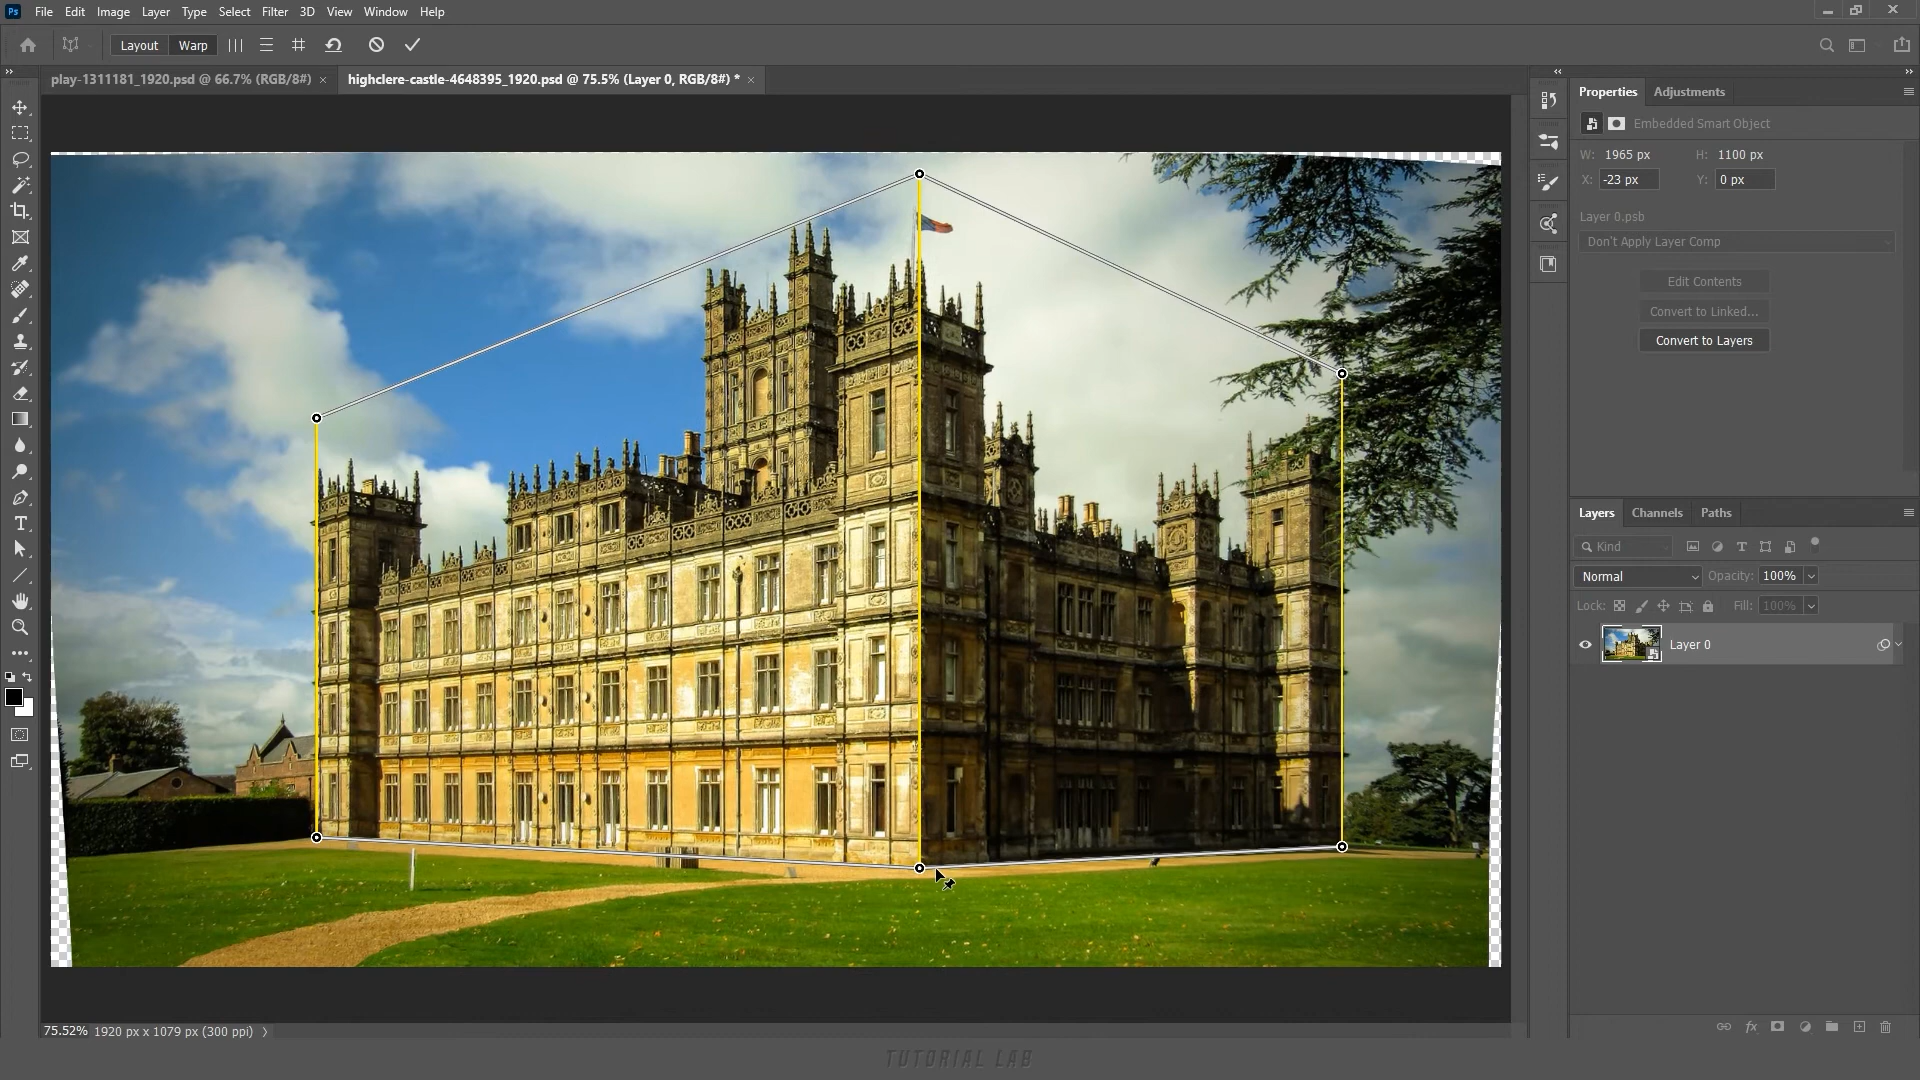 Ps File Edit Image Layer Type Select Filter 3D View Window Help
Layout Warp
play-1311181_1920.psd @ 66.7% (RGB/8#) ×
highclere-castle-4648395_1920.psd @ 75.5% (Layer 0, RGB/8#) * ×
Properties Adjustments
Embedded Smart Object
W: 1965 px H: 1100 px
X: -23 px Y: 0 px
Layer 0.psb
Don't Apply Layer Comp
Edit Contents
Convert to Linked...
Convert to Layers
Layers Channels Paths
Kind
Normal Opacity: 100%
Lock: Fill: 100%
Layer 0
75.52% 1920 px x 1079 px (300 ppi)
TUTORIAL LAB